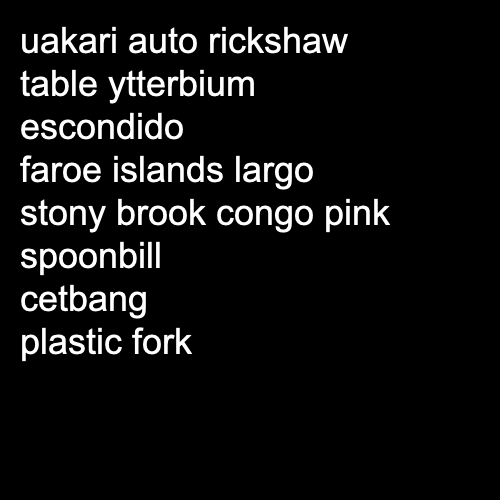 uakari auto rickshaw
table ytterbium
escondido
faroe islands largo
stony brook congo pink
spoonbill
cetbang
plastic fork